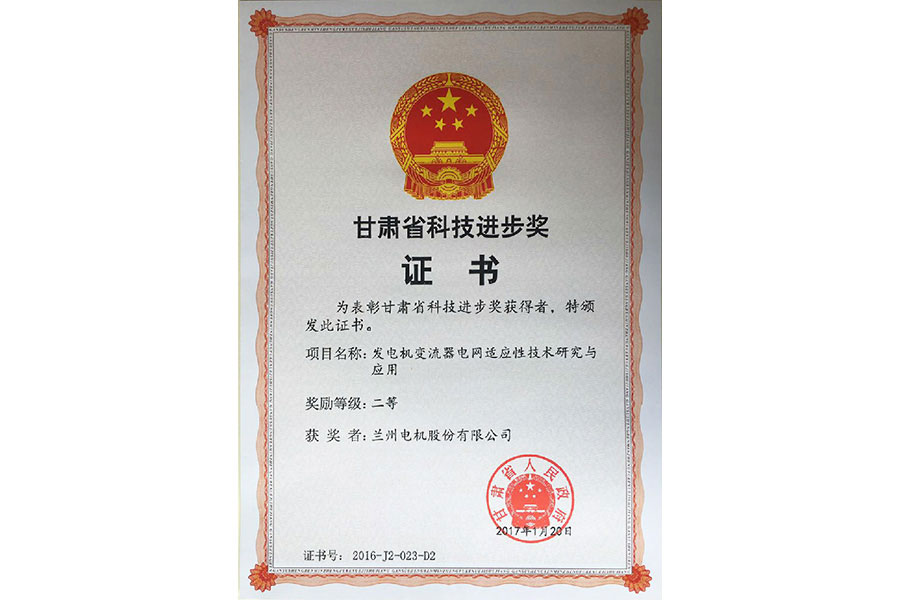 甘肃省科技进步奖
证 书
为表彰甘肃省科技进步奖获得者，特颁
发此证书。
项目名称：发电机变流器电网适应性技术研究与
应用
奖励等级：二等
获 奖 者：兰州电机股份有限公司
甘肃省人民政府
2017年1月20日
证书号： 2016-J2-023-D2